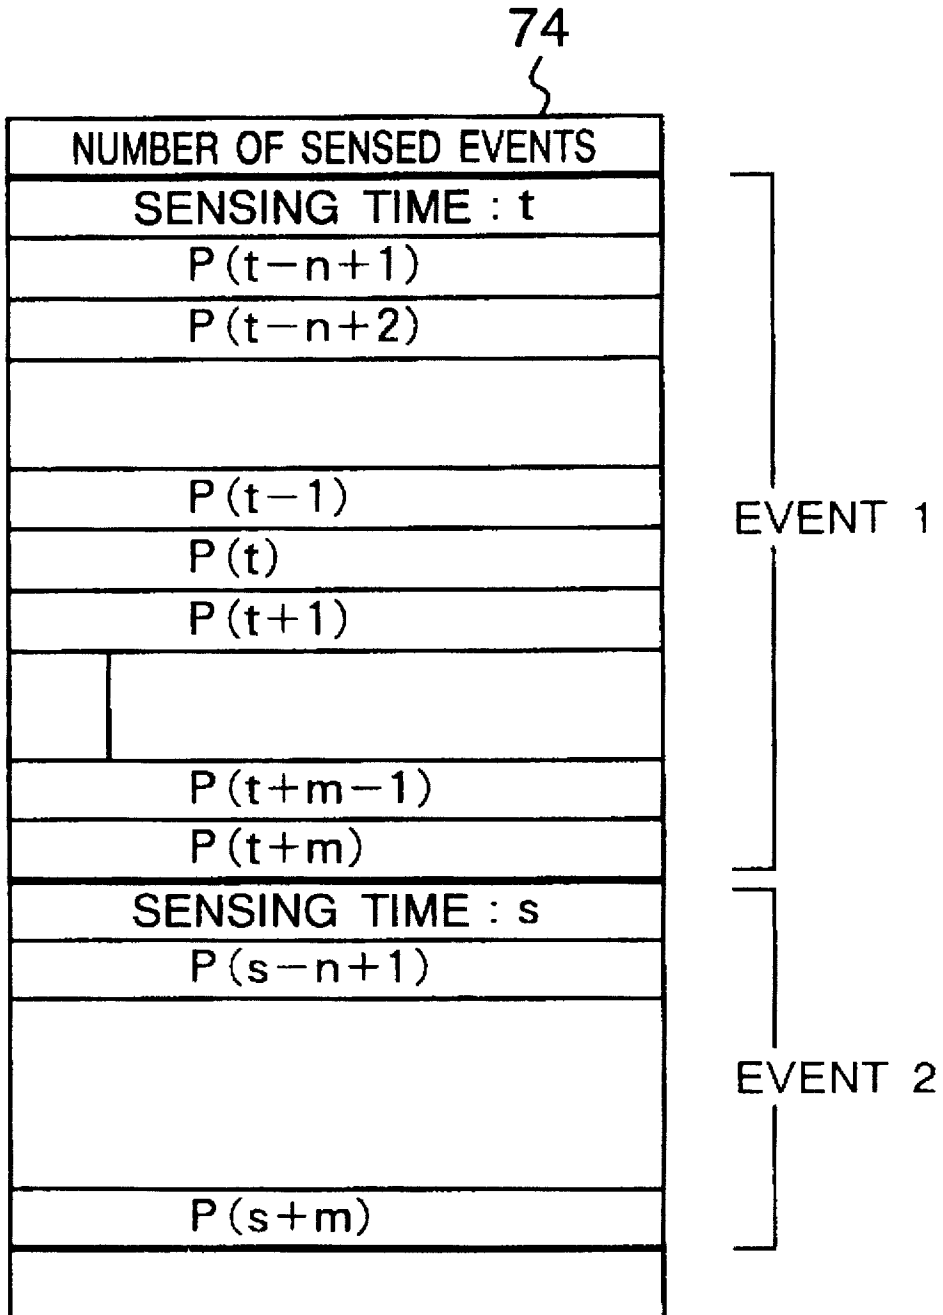 74
NUMBER OF SENSED EVENTS
SENSING TIME : t
P(t−n+1)
P(t−n+2)
P(t−1)
EVENT 1
P(t)
P(t+1)
P(t+m−1)
P(t+m)
SENSING TIME : s
P(s−n+1)
EVENT 2
P(s+m)